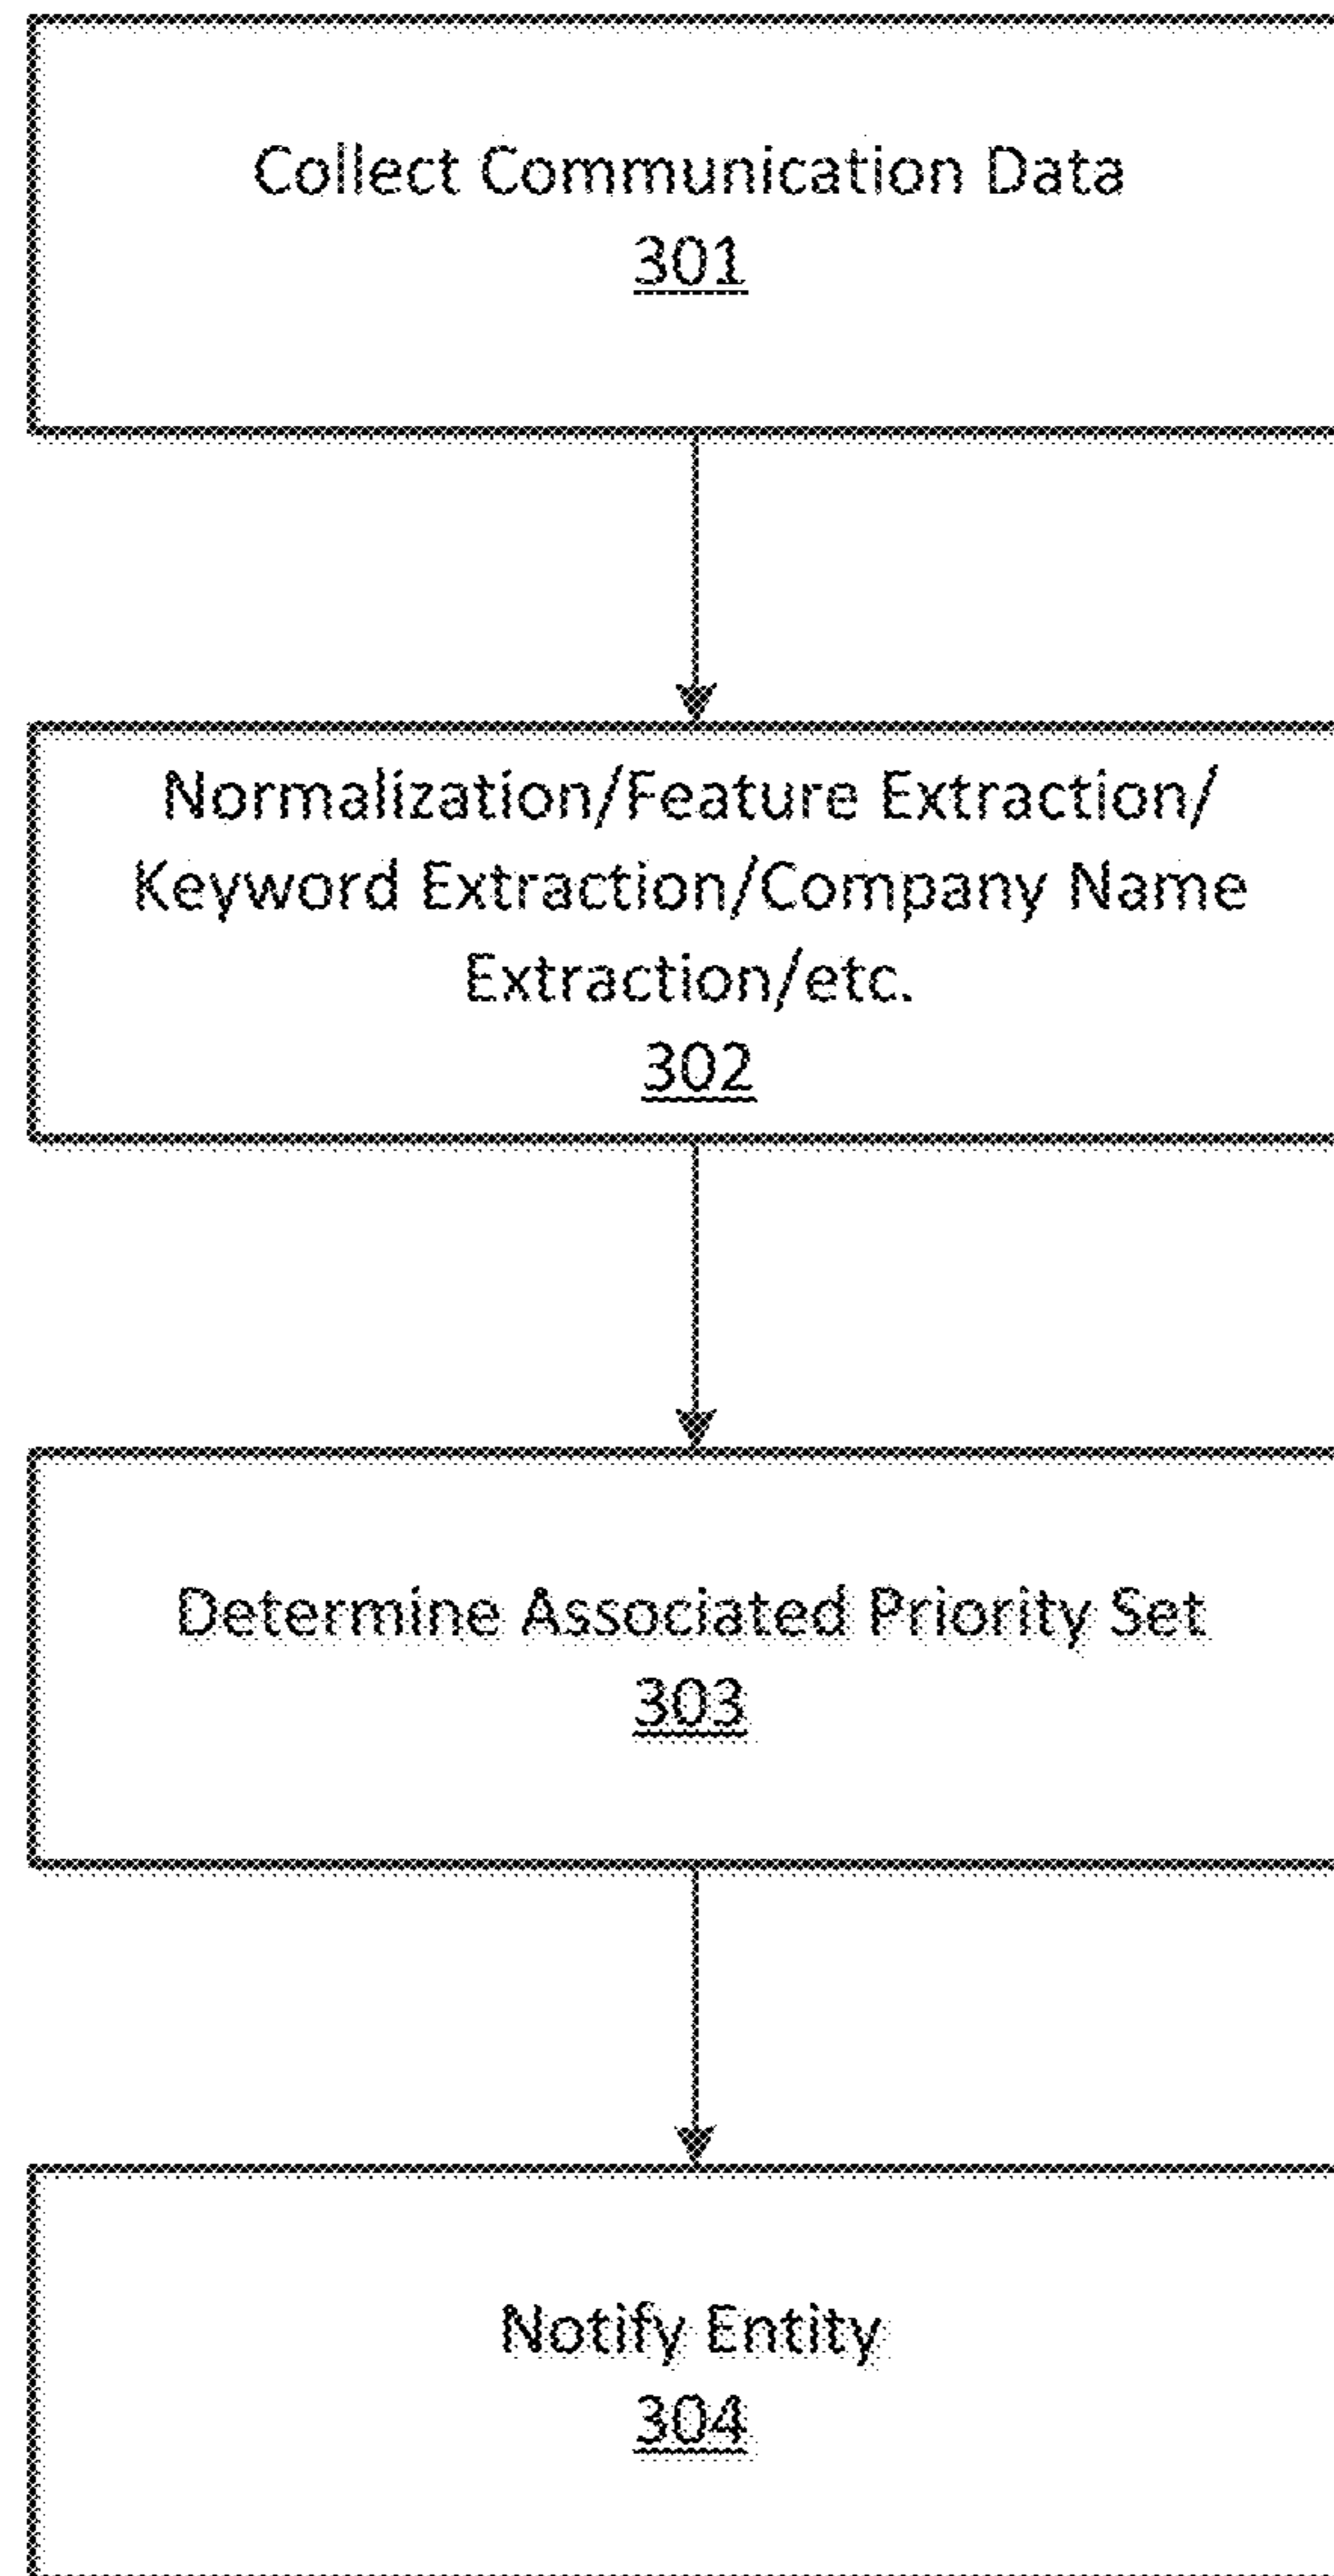 Collect Communication Data
301
Normalization/Feature Extraction/
Keyword Extraction/Company Name
Extraction/etc.
302
Determine Associated Priority Set
303
Notify Entity
304